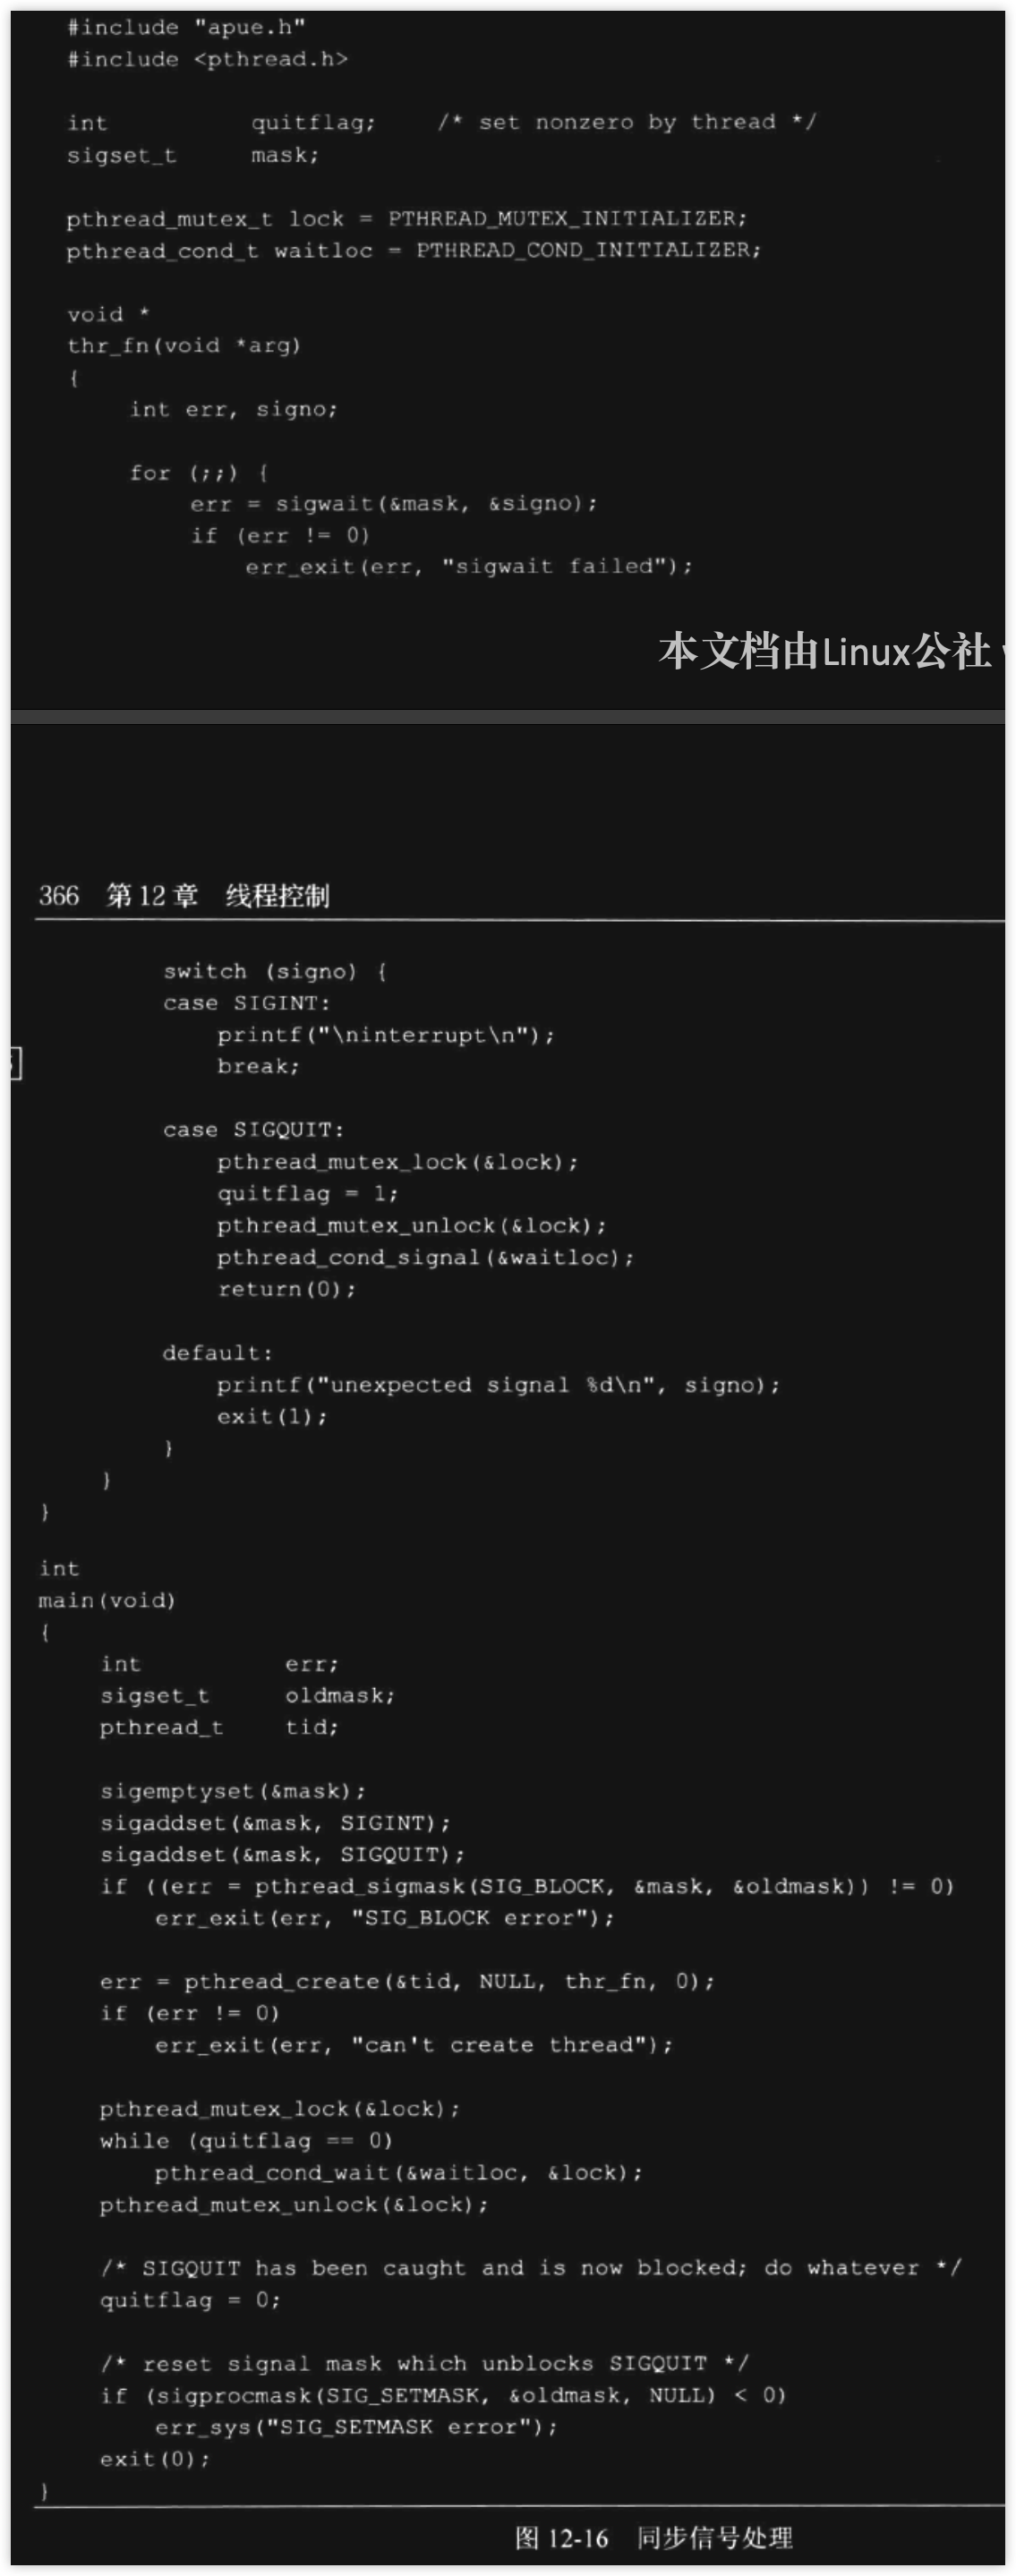 #include "apue.h"
#include <pthread.h>
int quitflag; /* set nonzero by thread */
sigset_t mask;
pthread_mutex_t lock = PTHREAD_MUTEX_INITIALIZER;
pthread_cond_t waitloc = PTHREAD_COND_INITIALIZER;
void *
thr_fn(void *arg)
{
int err, signo;
for (;;) {
err = sigwait(&mask, &signo);
if (err != 0)
err_exit(err, "sigwait failed");
本文档由Linux公社
366 第 12 章 线程控制
switch (signo) {
case SIGINT:
printf("\ninterrupt\n");
break;
case SIGQUIT:
pthread_mutex_lock(&lock);
quitflag = 1;
pthread_mutex_unlock(&lock);
pthread_cond_signal(&waitloc);
return(0);
default:
printf("unexpected signal %d\n", signo);
exit(1);
}
}
}
int
main(void)
{
int err;
sigset_t oldmask;
pthread_t tid;
sigemptyset(&mask);
sigaddset(&mask, SIGINT);
sigaddset(&mask, SIGQUIT);
if ((err = pthread_sigmask(SIG_BLOCK, &mask, &oldmask)) != 0)
err_exit(err, "SIG_BLOCK error");
err = pthread_create(&tid, NULL, thr_fn, 0);
if (err != 0)
err_exit(err, "can't create thread");
pthread_mutex_lock(&lock);
while (quitflag == 0)
pthread_cond_wait(&waitloc, &lock);
pthread_mutex_unlock(&lock);
/* SIGQUIT has been caught and is now blocked; do whatever */
quitflag = 0;
/* reset signal mask which unblocks SIGQUIT */
if (sigprocmask(SIG_SETMASK, &oldmask, NULL) < 0)
err_sys("SIG_SETMASK error");
exit(0);
}
图 12-16 同步信号处理